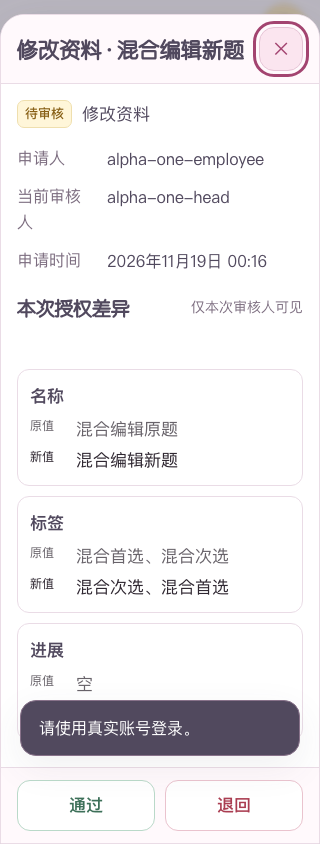 修改资料 · 混合编辑新题
待审核 修改资料
申请人 alpha-one-employee
当前审核人 alpha-one-head
申请时间 2026年11月19日 00:16
本次授权差异 仅本次审核人可见
名称
原值 混合编辑原题
新值 混合编辑新题
标签
原值 混合首选、混合次选
新值 混合次选、混合首选
进展
原值 空
请使用真实账号登录。
通过 退回